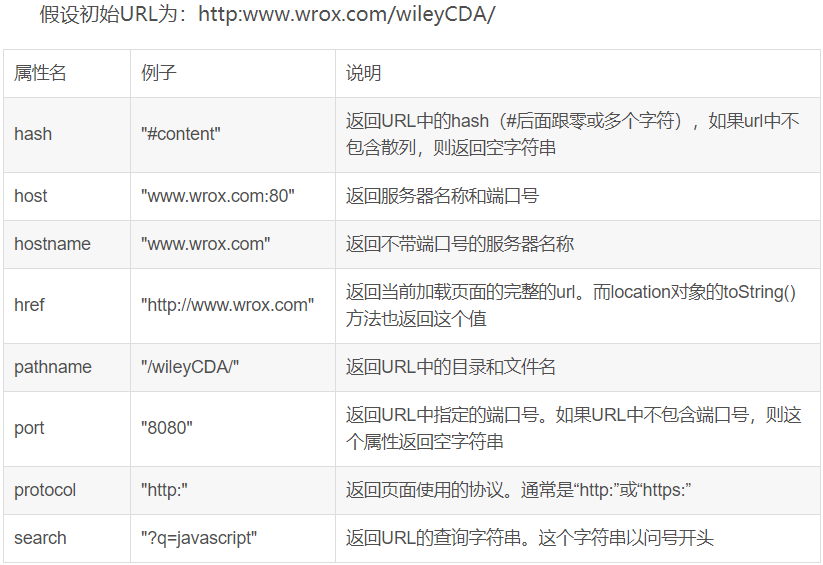 假设初始URL为：http:www.wrox.com/wileyCDA/
属性名 例子 说明
hash "#content" 返回URL中的hash（#后面跟零或多个字符），如果url中不
包含散列，则返回空字符串
host "www.wrox.com:80" 返回服务器名称和端口号
hostname "www.wrox.com" 返回不带端口号的服务器名称
href "http://www.wrox.com" 返回当前加载页面的完整的url。而location对象的toString()
方法也返回这个值
pathname "/wileyCDA/" 返回URL中的目录和文件名
port "8080" 返回URL中指定的端口号。如果URL中不包含端口号，则这
个属性返回空字符串
protocol "http:" 返回页面使用的协议。通常是“http:”或“https:”
search "?q=javascript" 返回URL的查询字符串。这个字符串以问号开头